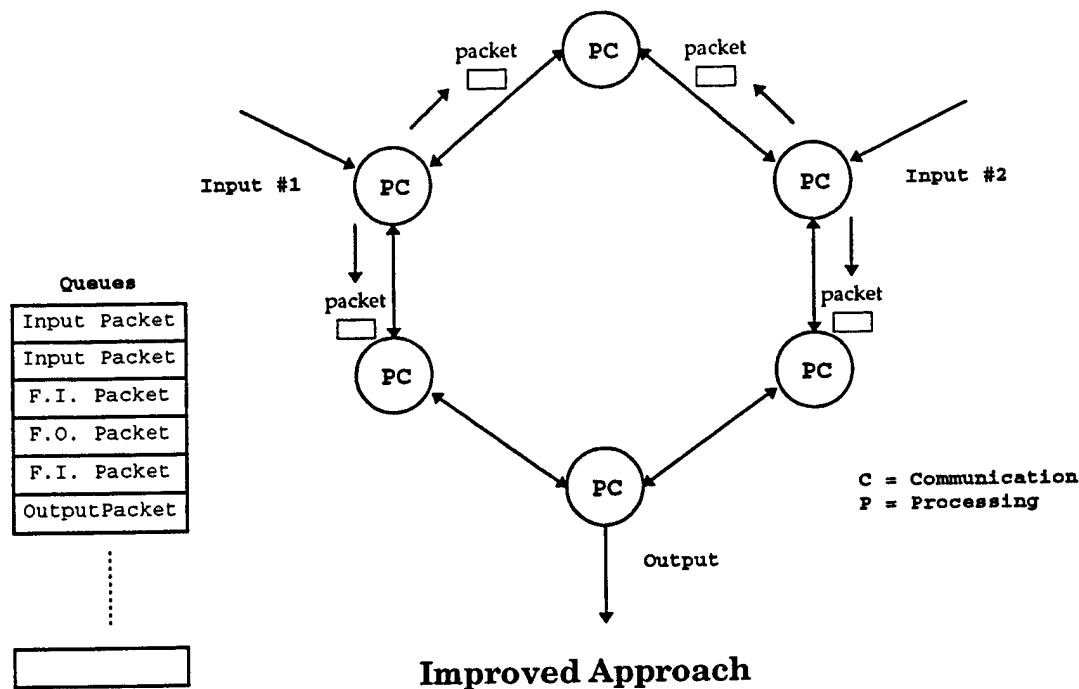 packet
packet
PC
PC
PC
Input #1
Input #2
packet
packet
PC
PC
PC
Output
C = Communication
P = Processing
Queues
Input Packet
Input Packet
F.I. Packet
F.O. Packet
F.I. Packet
OutputPacket
Improved Approach